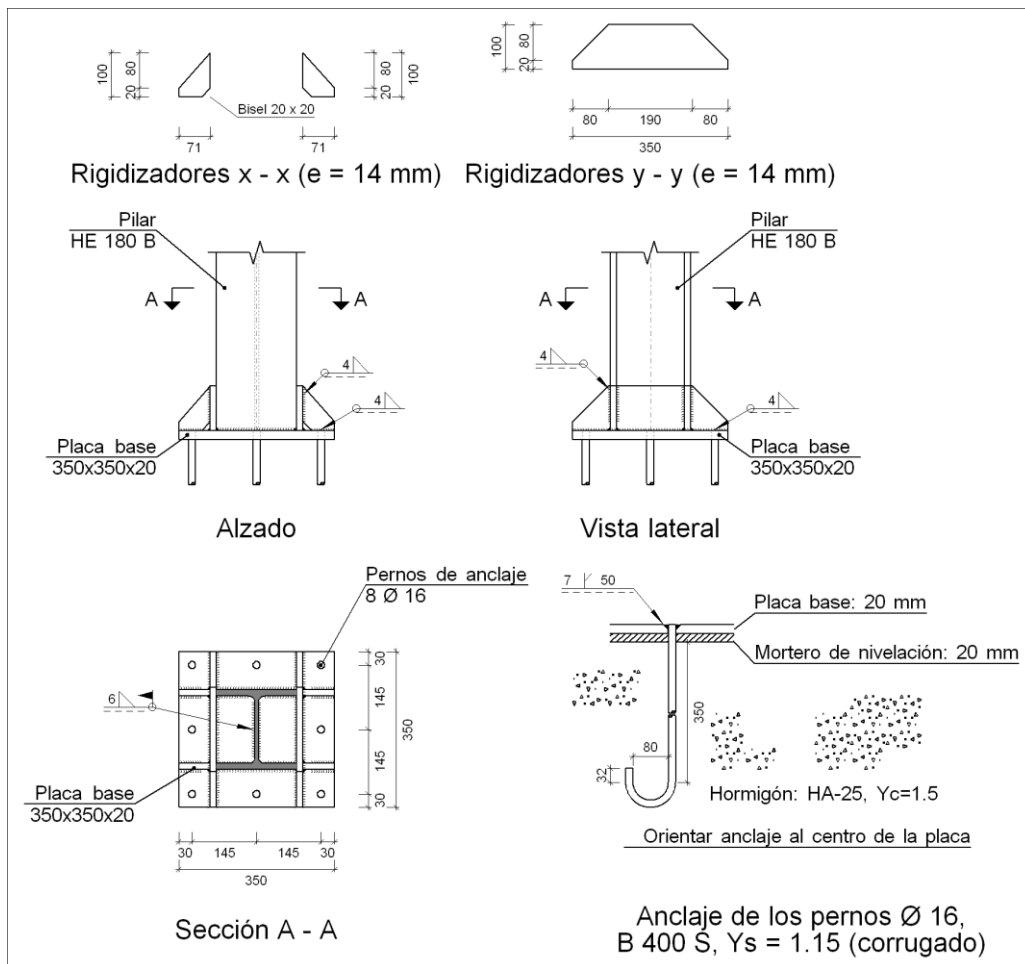 100
80
20
80
20
100
Bisel 20 x 20
71
71
Rigidizadores x - x (e = 14 mm)
100
80
20
80
190
80
350
Rigidizadores y - y (e = 14 mm)
Pilar
HE 180 B
A
A
4
4
Placa base
350x350x20
Alzado
Pilar
HE 180 B
A
A
4
4
Placa base
350x350x20
Vista lateral
Pernos de anclaje
8 Ø 16
6
30
145
145
30
350
Placa base
350x350x20
30
145
145
30
350
Sección A - A
7
50
Placa base: 20 mm
Mortero de nivelación: 20 mm
350
80
32
Hormigón: HA-25, Yc=1.5
Orientar anclaje al centro de la placa
Anclaje de los pernos Ø 16,
B 400 S, Ys = 1.15 (corrugado)